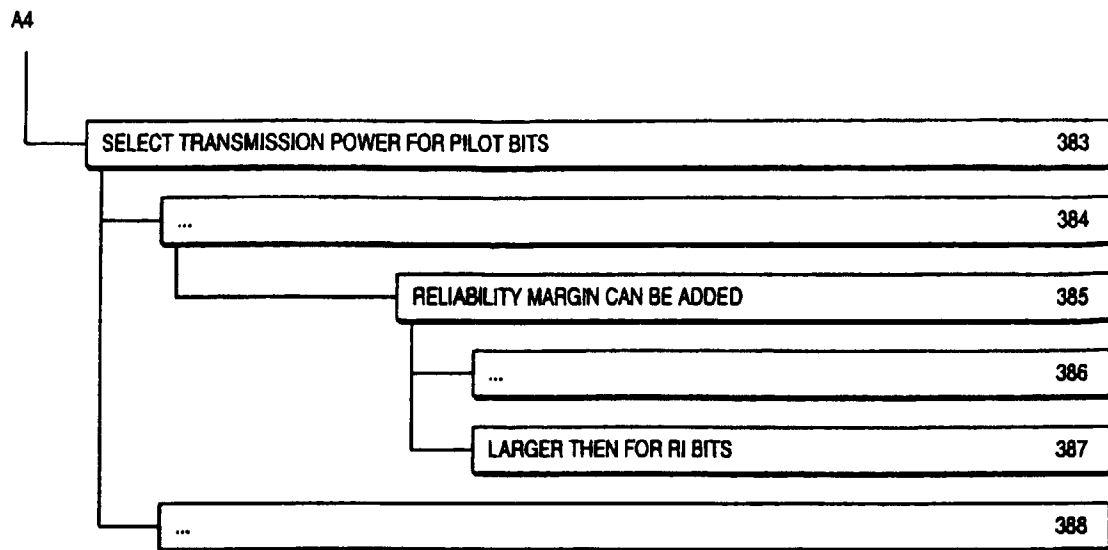 A4
SELECT TRANSMISSION POWER FOR PILOT BITS 383
... 384
RELIABILITY MARGIN CAN BE ADDED 385
... 386
LARGER THEN FOR RI BITS 387
... 388